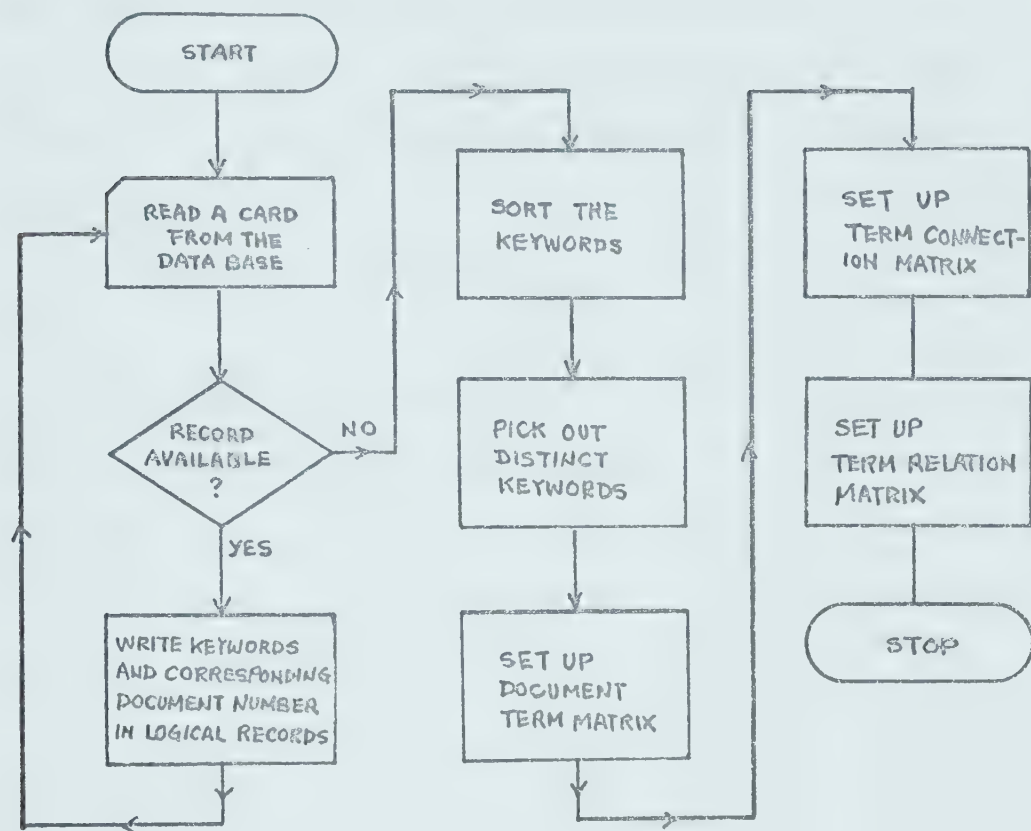 START
READ A CARD
FROM THE
DATA BASE
RECORD
AVAILABLE
?
NO
YES
WRITE KEYWORDS
AND CORRESPONDING
DOCUMENT NUMBER
IN LOGICAL RECORDS
SORT THE
KEYWORDS
PICK OUT
DISTINCT
KEYWORDS
SET UP
DOCUMENT
TERM MATRIX
SET UP
TERM CONNECT-
ION MATRIX
SET UP
TERM RELATION
MATRIX
STOP